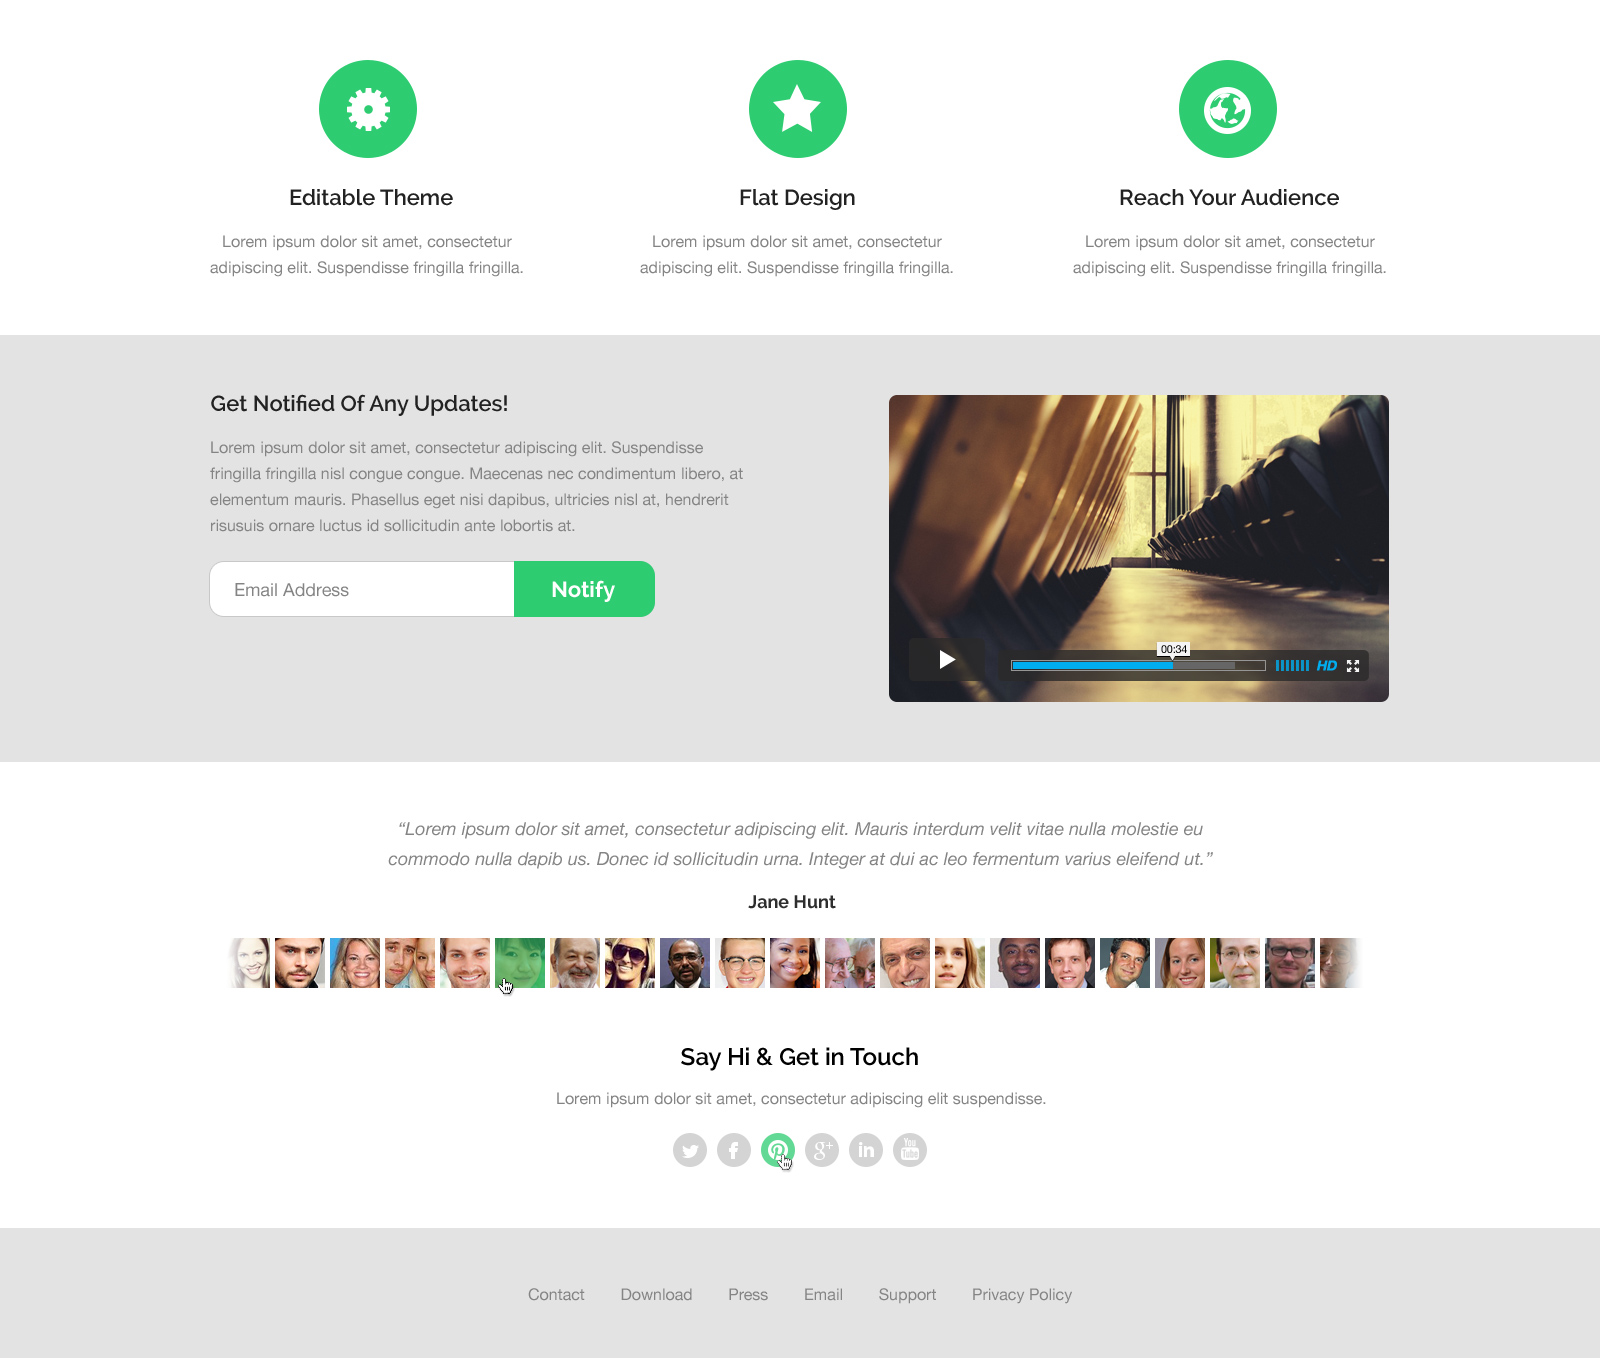 Editable Theme
Lorem ipsum dolor sit amet, consectetur
adipiscing elit. Suspendisse fringilla fringilla.
Flat Design
Lorem ipsum dolor sit amet, consectetur
adipiscing elit. Suspendisse fringilla fringilla.
Reach Your Audience
Lorem ipsum dolor sit amet, consectetur
adipiscing elit. Suspendisse fringilla fringilla.
Get Notified Of Any Updates!
Lorem ipsum dolor sit amet, consectetur adipiscing elit. Suspendisse
fringilla fringilla nisl congue congue. Maecenas nec condimentum libero, at
elementum mauris. Phasellus eget nisi dapibus, ultricies nisl at, hendrerit
risusuis ornare luctus id sollicitudin ante lobortis at.
Email Address
Notify
00:34
HD
“Lorem ipsum dolor sit amet, consectetur adipiscing elit. Mauris interdum velit vitae nulla molestie eu
commodo nulla dapib us. Donec id sollicitudin urna. Integer at dui ac leo fermentum varius eleifend ut.”
Jane Hunt
Say Hi & Get in Touch
Lorem ipsum dolor sit amet, consectetur adipiscing elit suspendisse.
f
g+
in
You
Tube
Contact
Download
Press
Email
Support
Privacy Policy